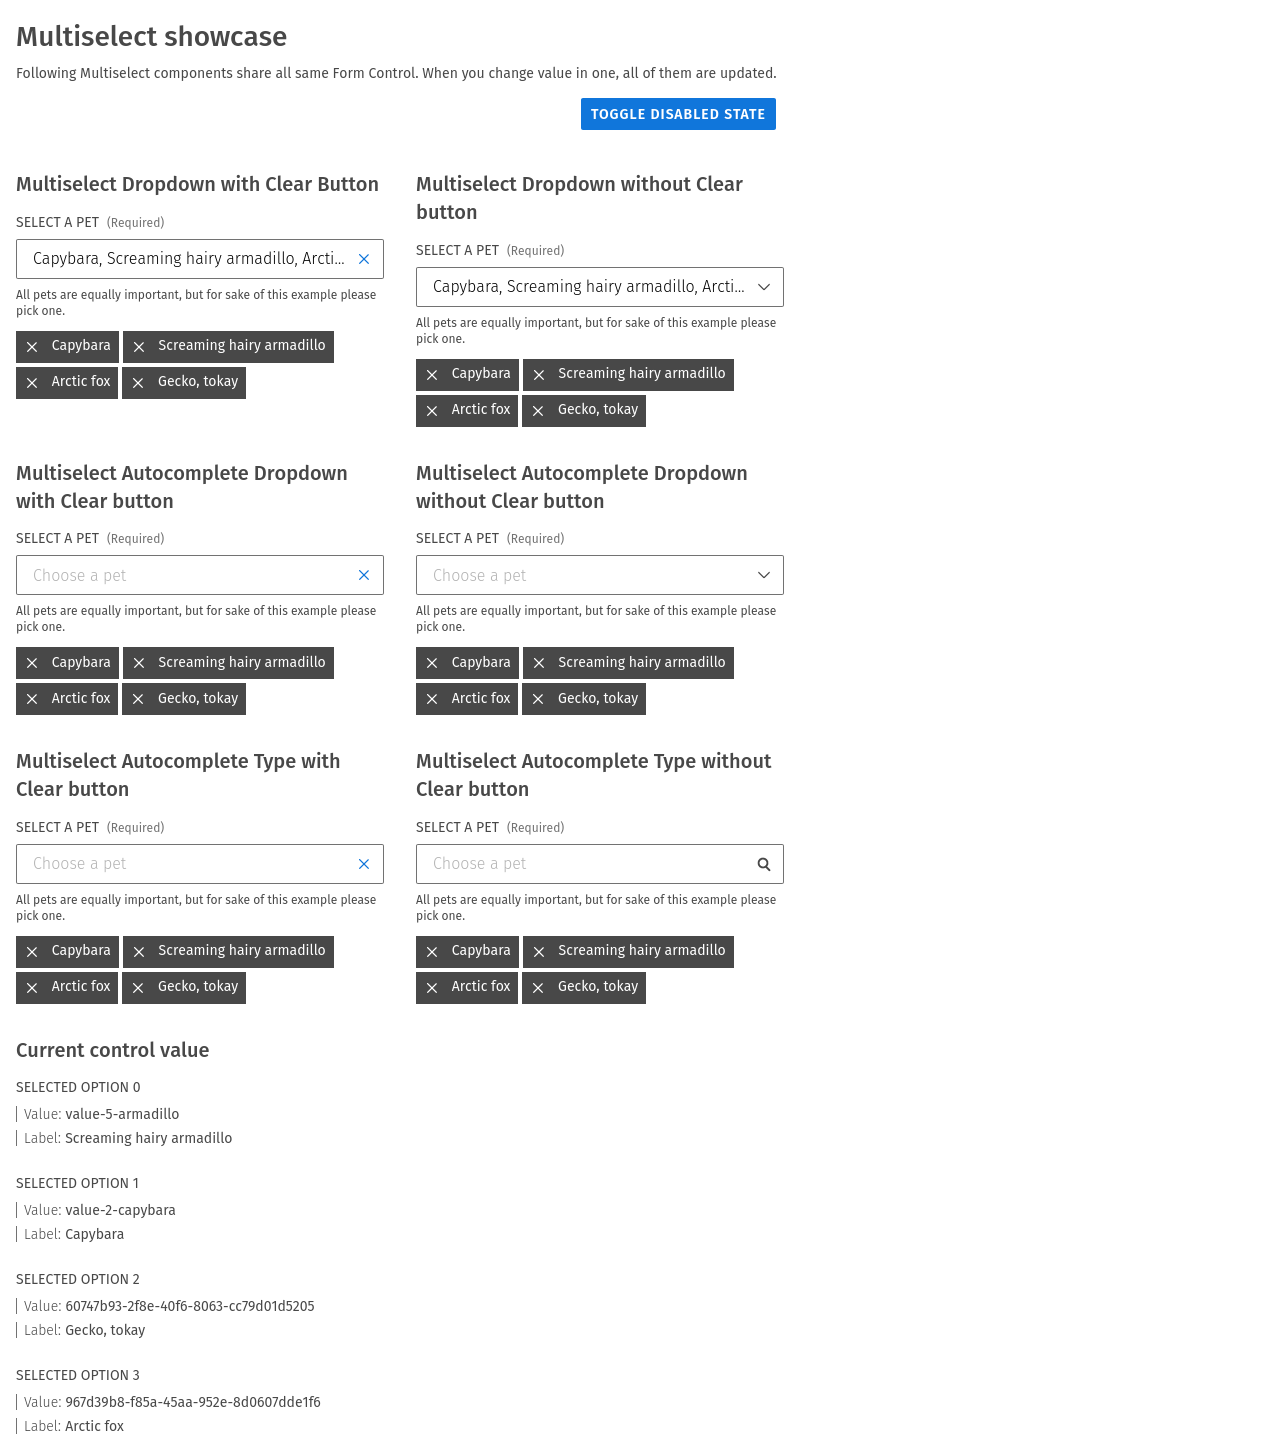 Multiselect showcase
Following Multiselect components share all same Form Control. When you change value in one, all of them are updated.
TOGGLE DISABLED STATE
Multiselect Dropdown with Clear Button
SELECT A PET (Required)
Capybara, Screaming hairy armadillo, Arcti...
All pets are equally important, but for sake of this example please
pick one.
Capybara Screaming hairy armadillo
Arctic fox Gecko, tokay
Multiselect Dropdown without Clear
button
SELECT A PET (Required)
Capybara, Screaming hairy armadillo, Arcti...
All pets are equally important, but for sake of this example please
pick one.
Capybara Screaming hairy armadillo
Arctic fox Gecko, tokay
Multiselect Autocomplete Dropdown
with Clear button
SELECT A PET (Required)
Choose a pet
All pets are equally important, but for sake of this example please
pick one.
Capybara Screaming hairy armadillo
Arctic fox Gecko, tokay
Multiselect Autocomplete Dropdown
without Clear button
SELECT A PET (Required)
Choose a pet
All pets are equally important, but for sake of this example please
pick one.
Capybara Screaming hairy armadillo
Arctic fox Gecko, tokay
Multiselect Autocomplete Type with
Clear button
SELECT A PET (Required)
Choose a pet
All pets are equally important, but for sake of this example please
pick one.
Capybara Screaming hairy armadillo
Arctic fox Gecko, tokay
Multiselect Autocomplete Type without
Clear button
SELECT A PET (Required)
Choose a pet
All pets are equally important, but for sake of this example please
pick one.
Capybara Screaming hairy armadillo
Arctic fox Gecko, tokay
Current control value
SELECTED OPTION 0
Value: value-5-armadillo
Label: Screaming hairy armadillo
SELECTED OPTION 1
Value: value-2-capybara
Label: Capybara
SELECTED OPTION 2
Value: 60747b93-2f8e-40f6-8063-cc79d01d5205
Label: Gecko, tokay
SELECTED OPTION 3
Value: 967d39b8-f85a-45aa-952e-8d0607dde1f6
Label: Arctic fox